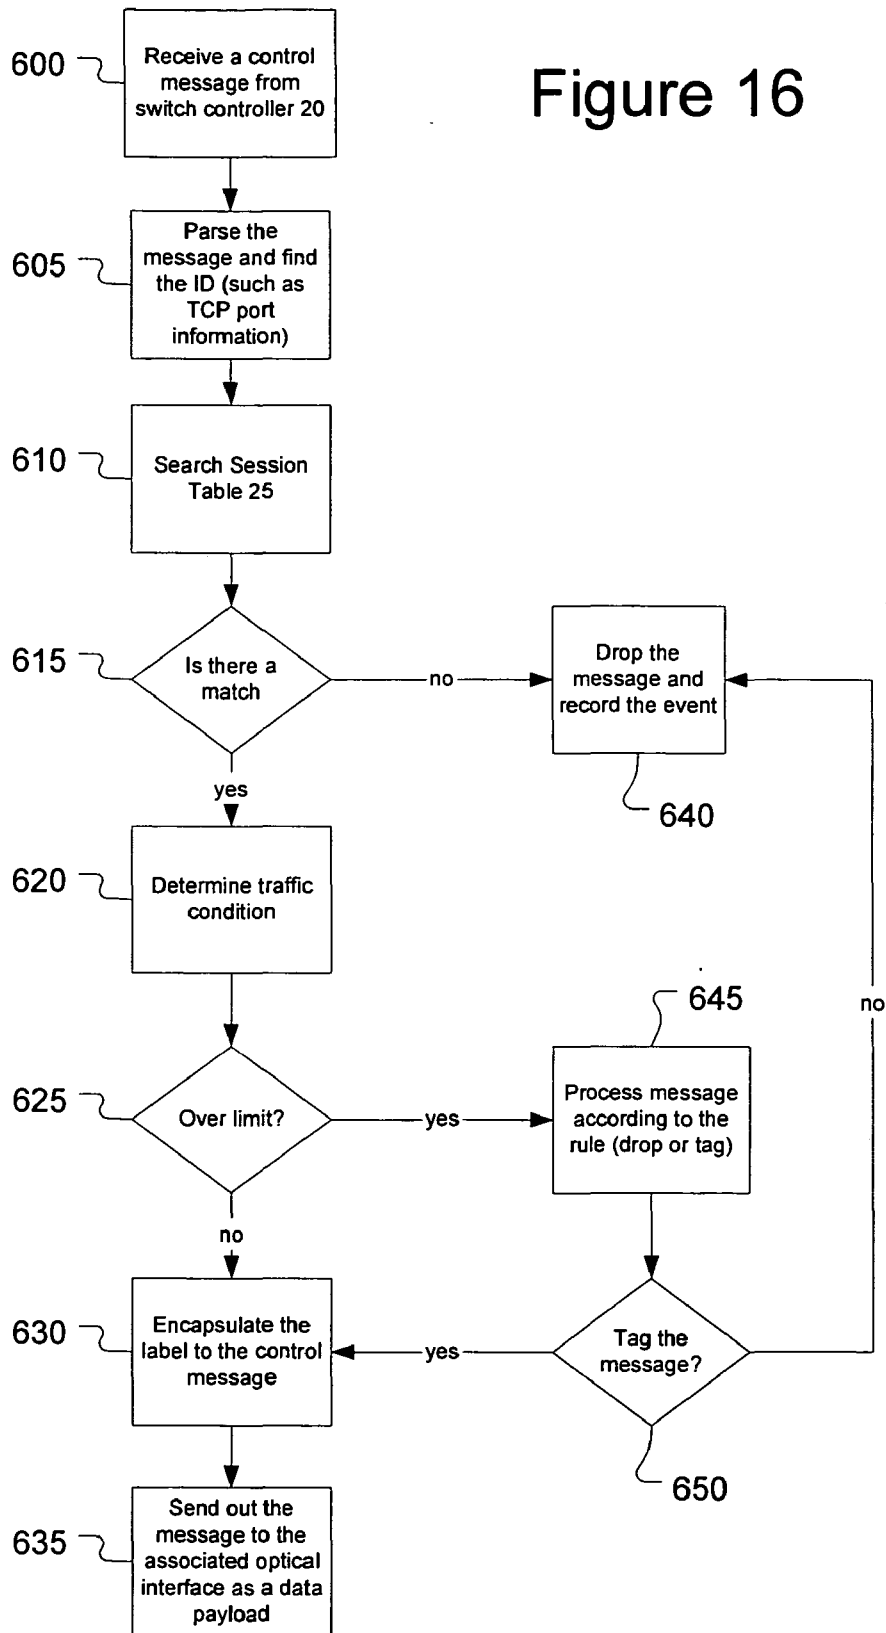 Figure 16
600
Receive a control
message from
switch controller 20
605
Parse the
message and find
the ID (such as
TCP port
information)
610
Search Session
Table 25
615
Is there a
match
no
Drop the
message and
record the event
640
yes
620
Determine traffic
condition
645
no
625
Over limit?
yes
Process message
according to the
rule (drop or tag)
no
630
Encapsulate the
label to the control
message
yes
Tag the
message?
650
635
Send out the
message to the
associated optical
interface as a data
payload